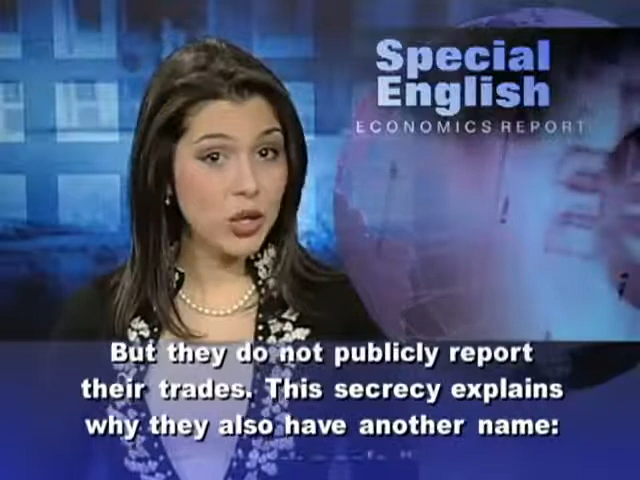 Special
English
ECONOMICS REPORT
But they do not publicly report
their trades. This secrecy explains
why they also have another name: